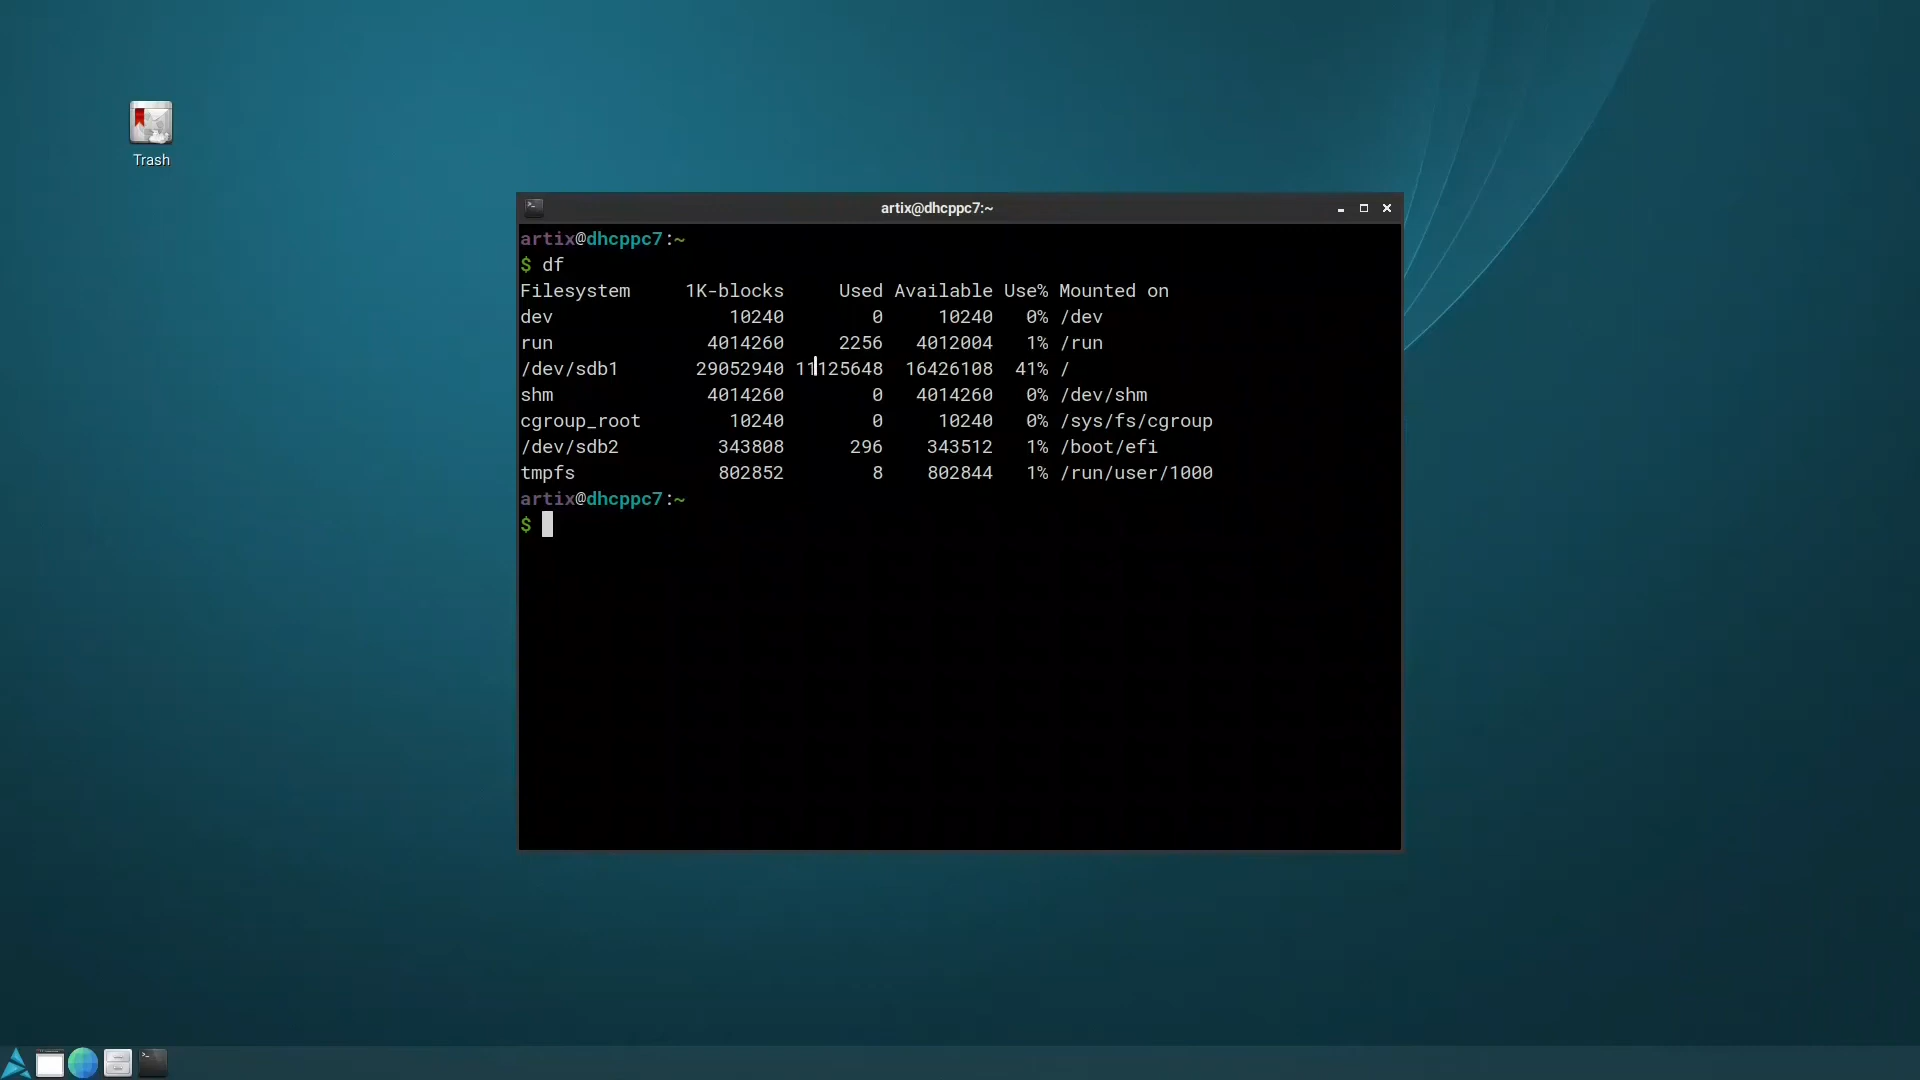 Trash
artix@dhcppc7:~
artix@dhcppc7:~
$ df
Filesystem     1K-blocks     Used Available Use% Mounted on
dev                10240        0     10240   0% /dev
run              4014260     2256   4012004   1% /run
/dev/sdb1       29052940 11125648  16426108  41% /
shm              4014260        0   4014260   0% /dev/shm
cgroup_root        10240        0     10240   0% /sys/fs/cgroup
/dev/sdb2         343808      296    343512   1% /boot/efi
tmpfs             802852        8    802844   1% /run/user/1000
artix@dhcppc7:~
$